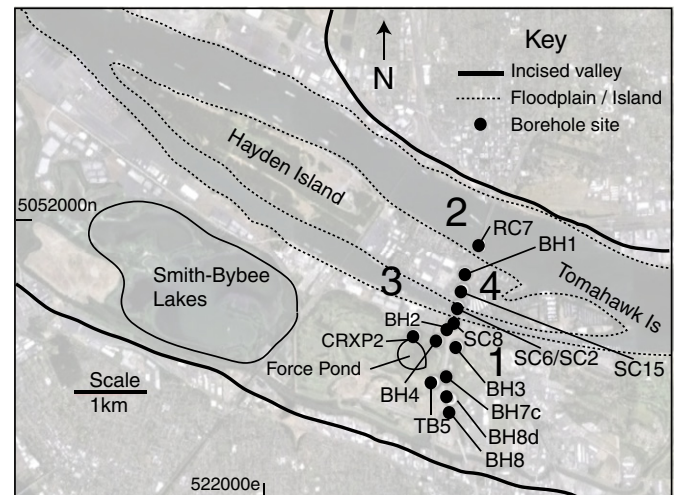 Key
N
Incised valley
Floodplain / Island
Borehole site
Hayden Island
5052000n
2
RC7
BH1
Smith-Bybee
Lakes
3
4
Tomahawk Is
BH2
SC8
CRXP2
1
SC6/SC2
SC15
Force Pond
BH3
Scale
1km
BH4
BH7c
TB5
BH8d
BH8
522000e